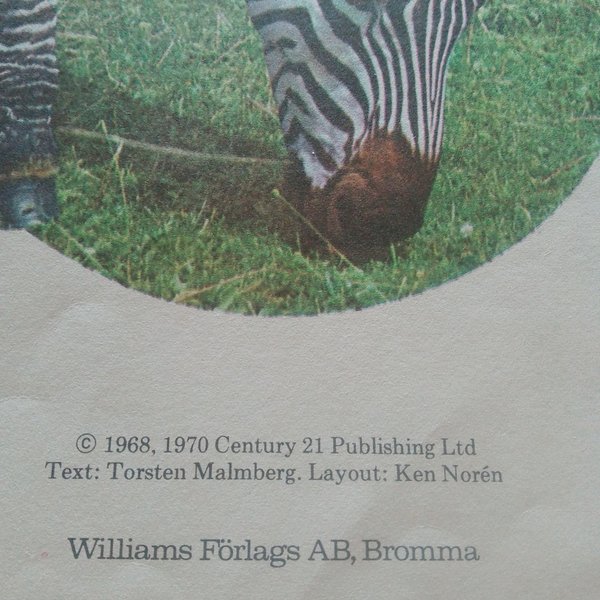 © 1968, 1970 Century 21 Publishing Ltd
Text: Torsten Malmberg. Layout: Ken Norén
Williams Förlags AB, Bromma